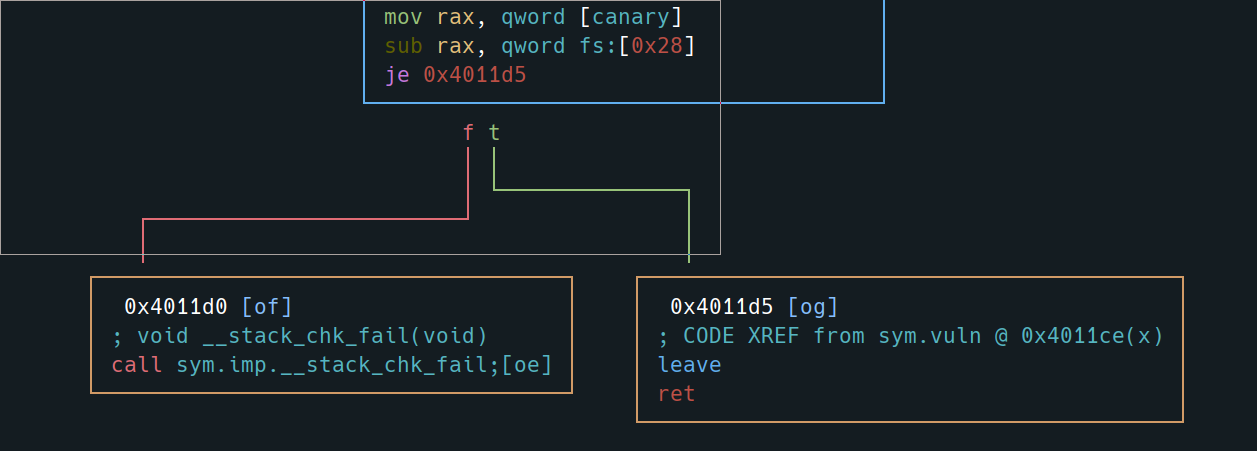 mov rax, qword [canary]
sub rax, qword fs:[0x28]
je 0x4011d5
f t
0x4011d0 [of]
; void __stack_chk_fail(void)
call sym.imp.__stack_chk_fail;[oe]
0x4011d5 [og]
; CODE XREF from sym.vuln @ 0x4011ce(x)
leave
ret